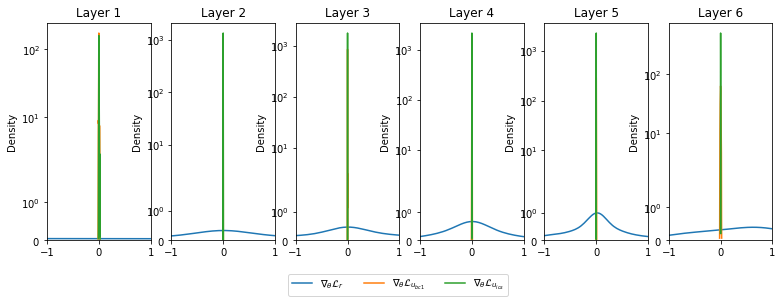 Layer 1 Layer 2 Layer 3 Layer 4 Layer 5 Layer 6
10² 10³ 10³ 10³ 10³ 10²
10¹ 10² 10² 10² 10² 10¹
10⁰ 10¹ 10¹ 10¹ 10¹ 10⁰
0 10⁰ 10⁰ 10⁰ 10⁰ 0
0 0 0 0
Density Density Density Density Density Density
−1 0 1 −1 0 1 −1 0 1 −1 0 1 −1 0 1 −1 0 1
∇θℒr ∇θℒu_bc1 ∇θℒu_ics